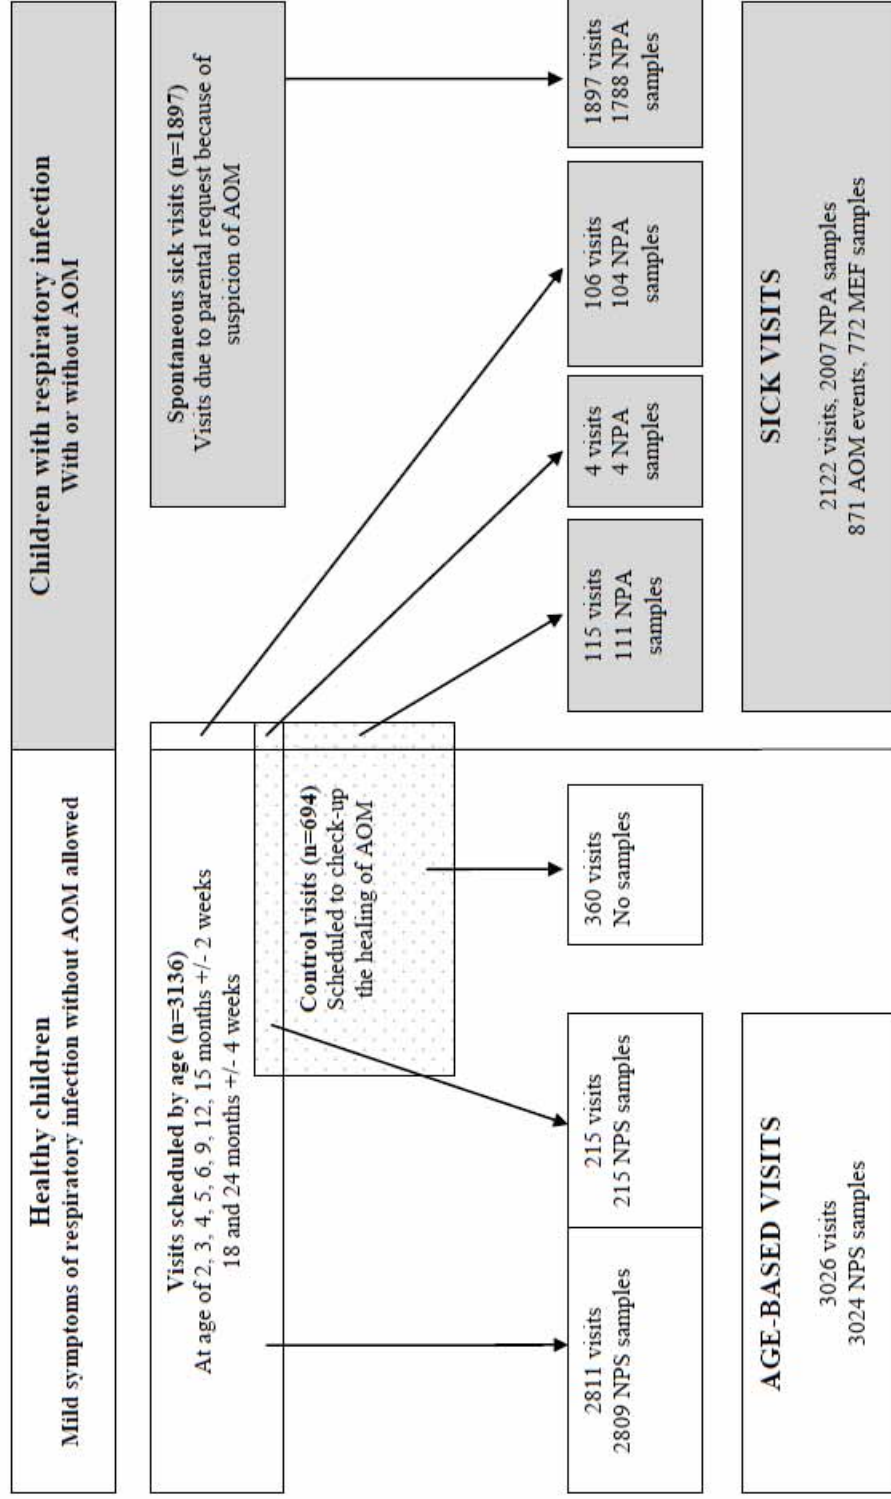 Healthy children
Mild symptoms of respiratory infection without AOM allowed
Children with respiratory infection
With or without AOM
Visits scheduled by age (n=3136)
At age of 2, 3, 4, 5, 6, 9, 12, 15 months +/- 2 weeks
18 and 24 months +/- 4 weeks
Control visits (n=694)
Scheduled to check-up
the healing of AOM
Spontaneous sick visits (n=1897)
Visits due to parental request because of
suspicion of AOM
2811 visits
2809 NPS samples
215 visits
215 NPS samples
360 visits
No samples
115 visits
111 NPA
samples
4 visits
4 NPA
samples
106 visits
104 NPA
samples
1897 visits
1788 NPA
samples
AGE-BASED VISITS
3026 visits
3024 NPS samples
SICK VISITS
2122 visits, 2007 NPA samples
871 AOM events, 772 MEF samples